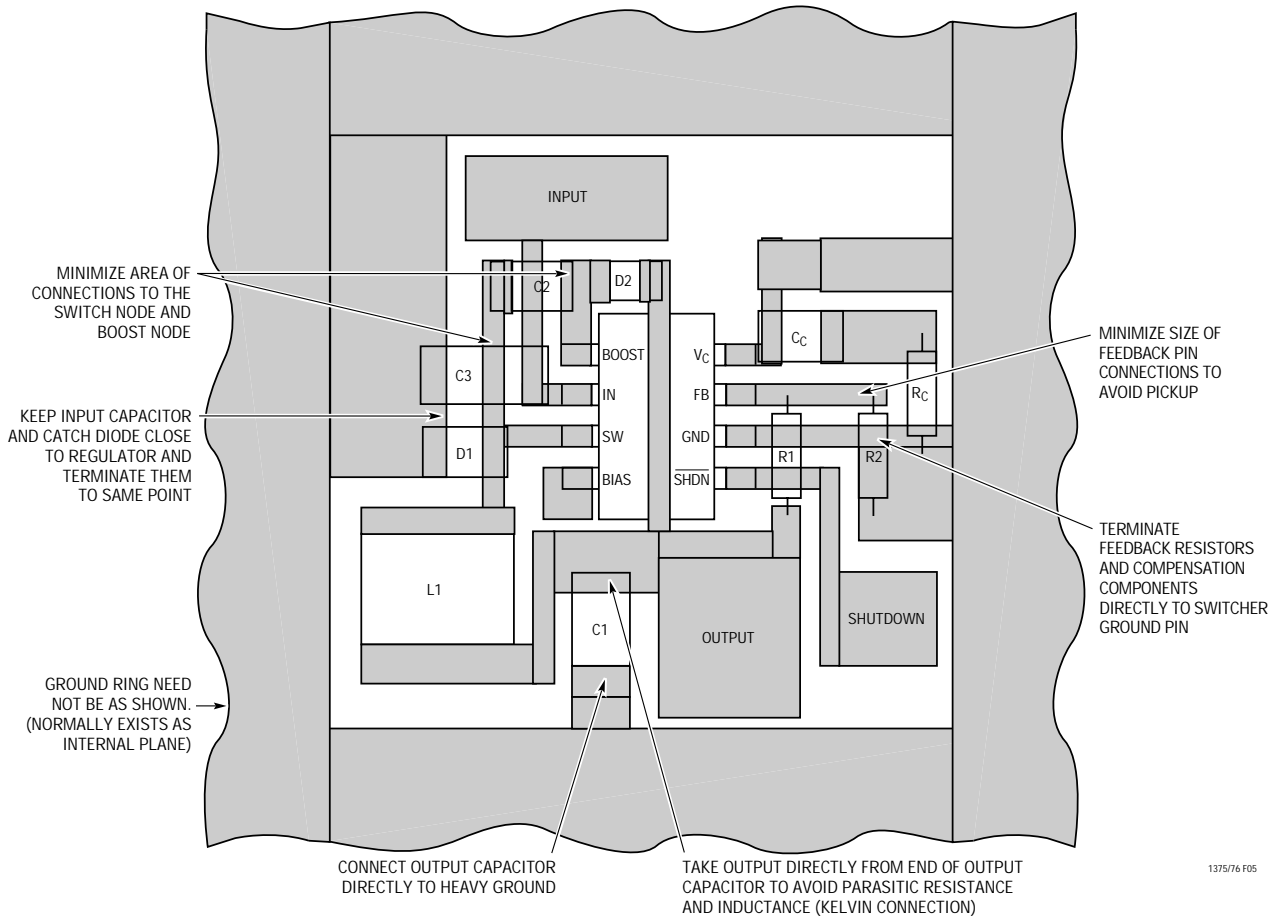 INPUT
MINIMIZE AREA OF
CONNECTIONS TO THE
SWITCH NODE AND
BOOST NODE
C2
D2
BOOST
IN
SW
BIAS
VC
FB
GND
SHDN
CC
RC
C3
D1
R1
R2
MINIMIZE SIZE OF
FEEDBACK PIN
CONNECTIONS TO
AVOID PICKUP
KEEP INPUT CAPACITOR
AND CATCH DIODE CLOSE
TO REGULATOR AND
TERMINATE THEM
TO SAME POINT
TERMINATE
FEEDBACK RESISTORS
AND COMPENSATION
COMPONENTS
DIRECTLY TO SWITCHER
GROUND PIN
L1
C1
OUTPUT
SHUTDOWN
GROUND RING NEED
NOT BE AS SHOWN.
(NORMALLY EXISTS AS
INTERNAL PLANE)
CONNECT OUTPUT CAPACITOR
DIRECTLY TO HEAVY GROUND
TAKE OUTPUT DIRECTLY FROM END OF OUTPUT
CAPACITOR TO AVOID PARASITIC RESISTANCE
AND INDUCTANCE (KELVIN CONNECTION)
1375/76 F05